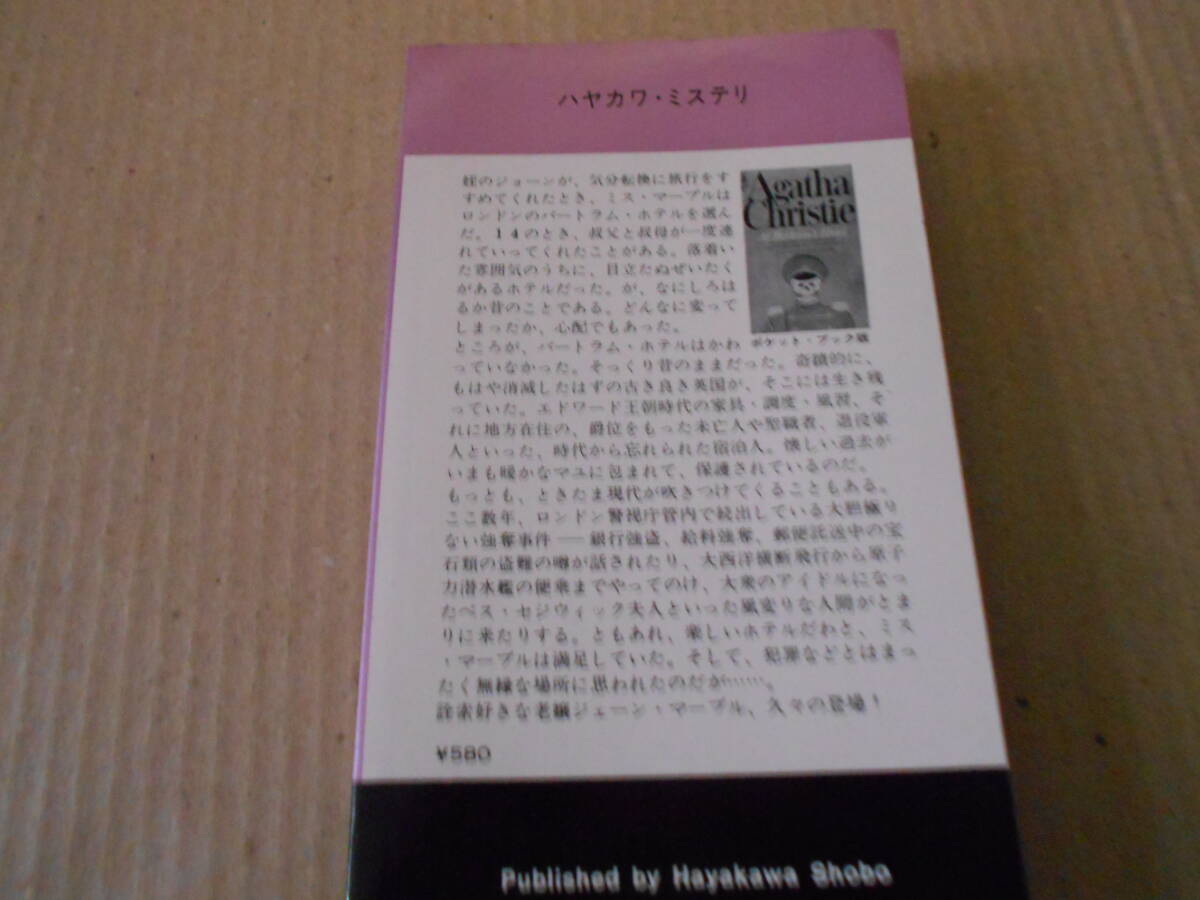 ハヤカワ・ミステリ
姪のジョーンが、気分転換に旅行をす
すめてくれたとき、ミス・マープルは
ロンドンのバートラム・ホテルを選ん
だ。14のとき、叔父と叔母が一度連
れていってくれたことがある。落着い
た雰囲気のうちに、目立たぬぜいたく
があるホテルだった。が、なにしろは
るか昔のことである。どんなに変って
しまったか、心配でもあった。
Agatha
Christie
ポケット・ブック版
ところが、バートラム・ホテルはかわ
っていなかった。そっくり昔のままだった。奇蹟的に、
もはや消滅したはずの古き良き英国が、そこには生き残
っていた。エドワード王朝時代の家具・調度・風習、そ
れに地方在住の、爵位をもった未亡人や聖職者、退役軍
人といった、時代から忘れられた宿泊人。懐しい過去が
いまも暖かなマユに包まれて、保護されているのだ。
もっとも、ときたま現代が吹きつけてくることもある。
ここ数年、ロンドン警視庁管内で続出している大胆極り
ない強奪事件——銀行強盗、給料強奪、郵便託送中の宝
石類の盗難の噂が話されたり、大西洋横断飛行から原子
力潜水艦の便乗までやってのけ、大衆のアイドルになっ
たベス・セジウィック夫人といった風変りな人間がとま
りに来たりする。ともあれ、楽しいホテルだわと、ミス
・マープルは満足していた。そして、犯罪などとはまっ
たく無縁な場所に思われたのだが……。
詮索好きな老嬢ジェーン・マープル、久々の登場！
¥580
Published by Hayakawa Shobo